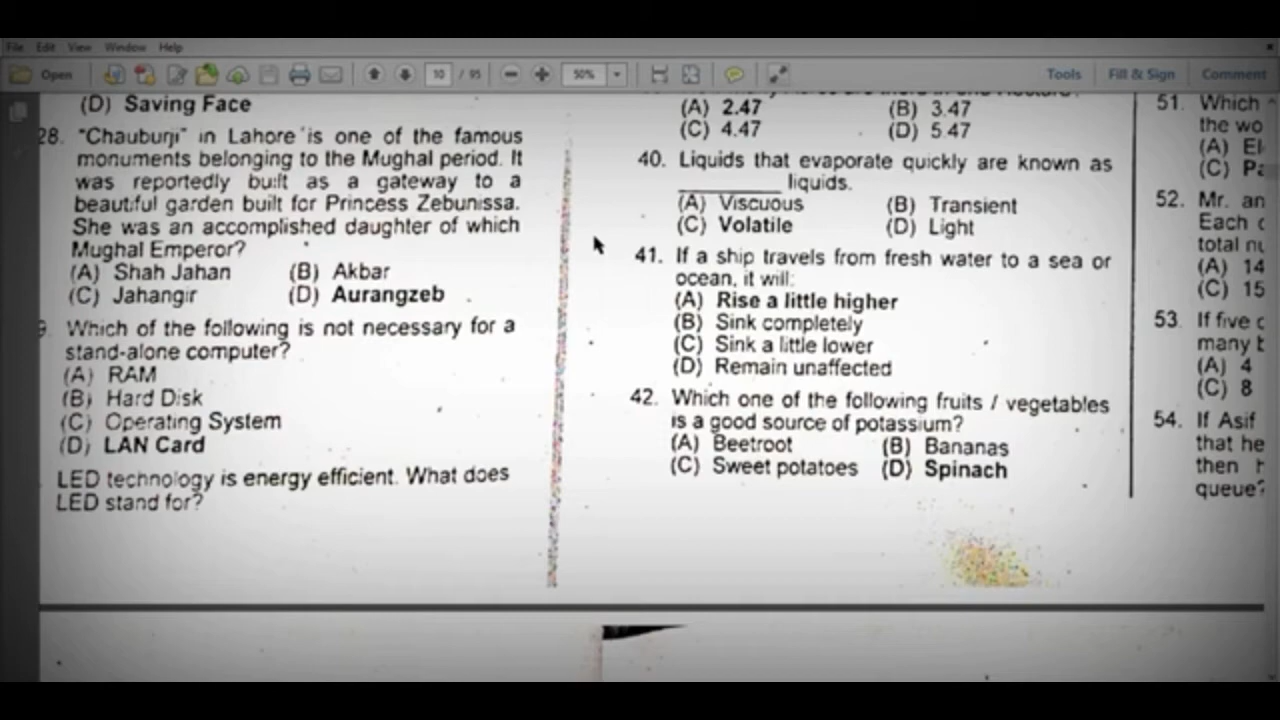 File Edit View Window Help
Open 10 / 95 50% Tools Fill & Sign Comment
(D) Saving Face
28. "Chauburji" in Lahore is one of the famous
monuments belonging to the Mughal period. It
was reportedly built as a gateway to a
beautiful garden built for Princess Zebunissa.
She was an accomplished daughter of which
Mughal Emperor?
(A) Shah Jahan (B) Akbar
(C) Jahangir (D) Aurangzeb
9. Which of the following is not necessary for a
stand-alone computer?
(A) RAM
(B) Hard Disk
(C) Operating System
(D) LAN Card
LED technology is energy efficient. What does
LED stand for?
(A) 2.47 (B) 3.47
(C) 4.47 (D) 5.47
40. Liquids that evaporate quickly are known as
__________ liquids.
(A) Viscuous (B) Transient
(C) Volatile (D) Light
41. If a ship travels from fresh water to a sea or
ocean, it will:
(A) Rise a little higher
(B) Sink completely
(C) Sink a little lower
(D) Remain unaffected
42. Which one of the following fruits / vegetables
is a good source of potassium?
(A) Beetroot (B) Bananas
(C) Sweet potatoes (D) Spinach
51. Which
the wo
(A) El
(C) Pa
52. Mr. an
Each
total nu
(A) 14
(C) 15
53. If five
many b
(A) 4
(C) 8
54. If Asif
that he
then
queue?